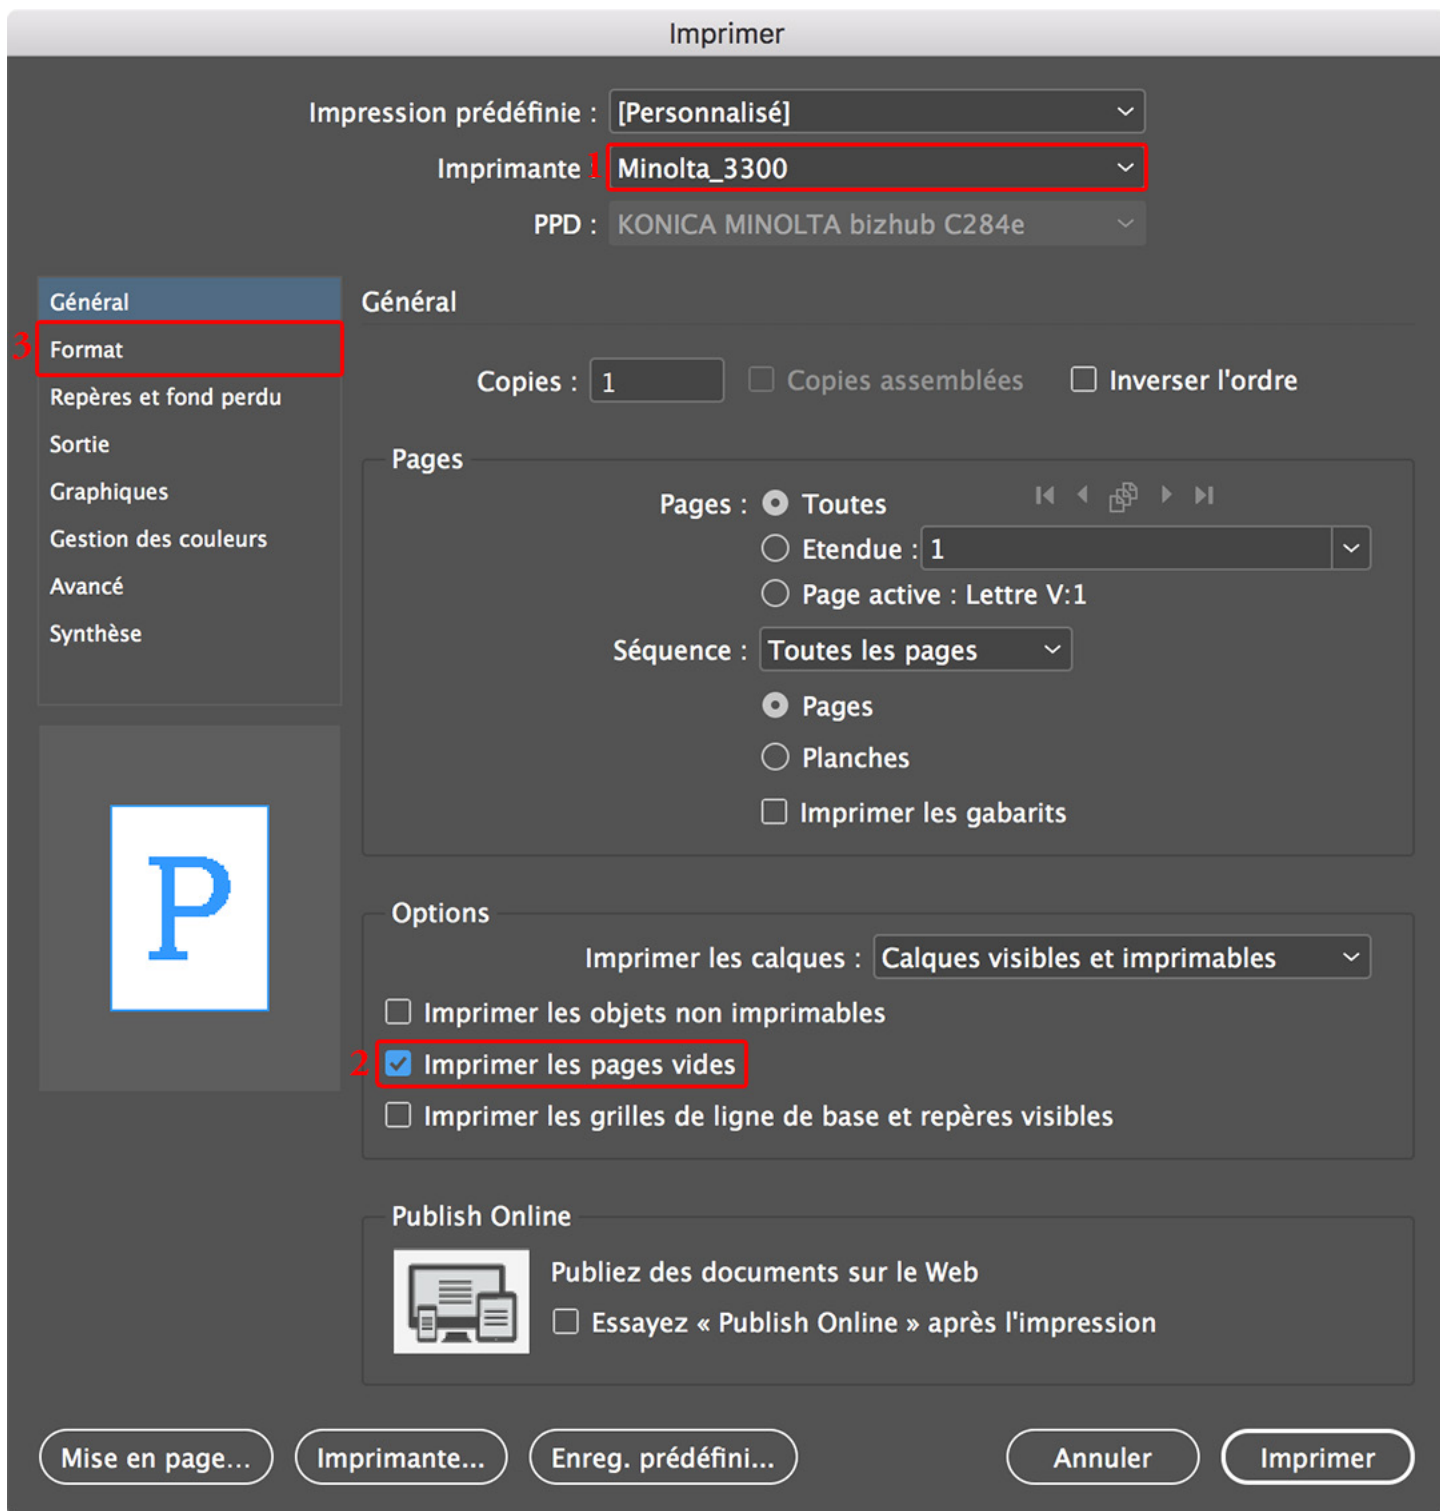 Imprimer
Impression prédéfinie : [Personnalisé]
Imprimante : 1 Minolta_3300
PPD : KONICA MINOLTA bizhub C284e
Général
3 Format
Repères et fond perdu
Sortie
Graphiques
Gestion des couleurs
Avancé
Synthèse
P
Général
Copies : 1 Copies assemblées Inverser l'ordre
Pages
Pages : Toutes
Etendue : 1
Page active : Lettre V:1
Séquence : Toutes les pages
Pages
Planches
Imprimer les gabarits
Options
Imprimer les calques : Calques visibles et imprimables
Imprimer les objets non imprimables
2 Imprimer les pages vides
Imprimer les grilles de ligne de base et repères visibles
Publish Online
Publiez des documents sur le Web
Essayez « Publish Online » après l'impression
Mise en page... Imprimante... Enreg. prédéfini... Annuler Imprimer